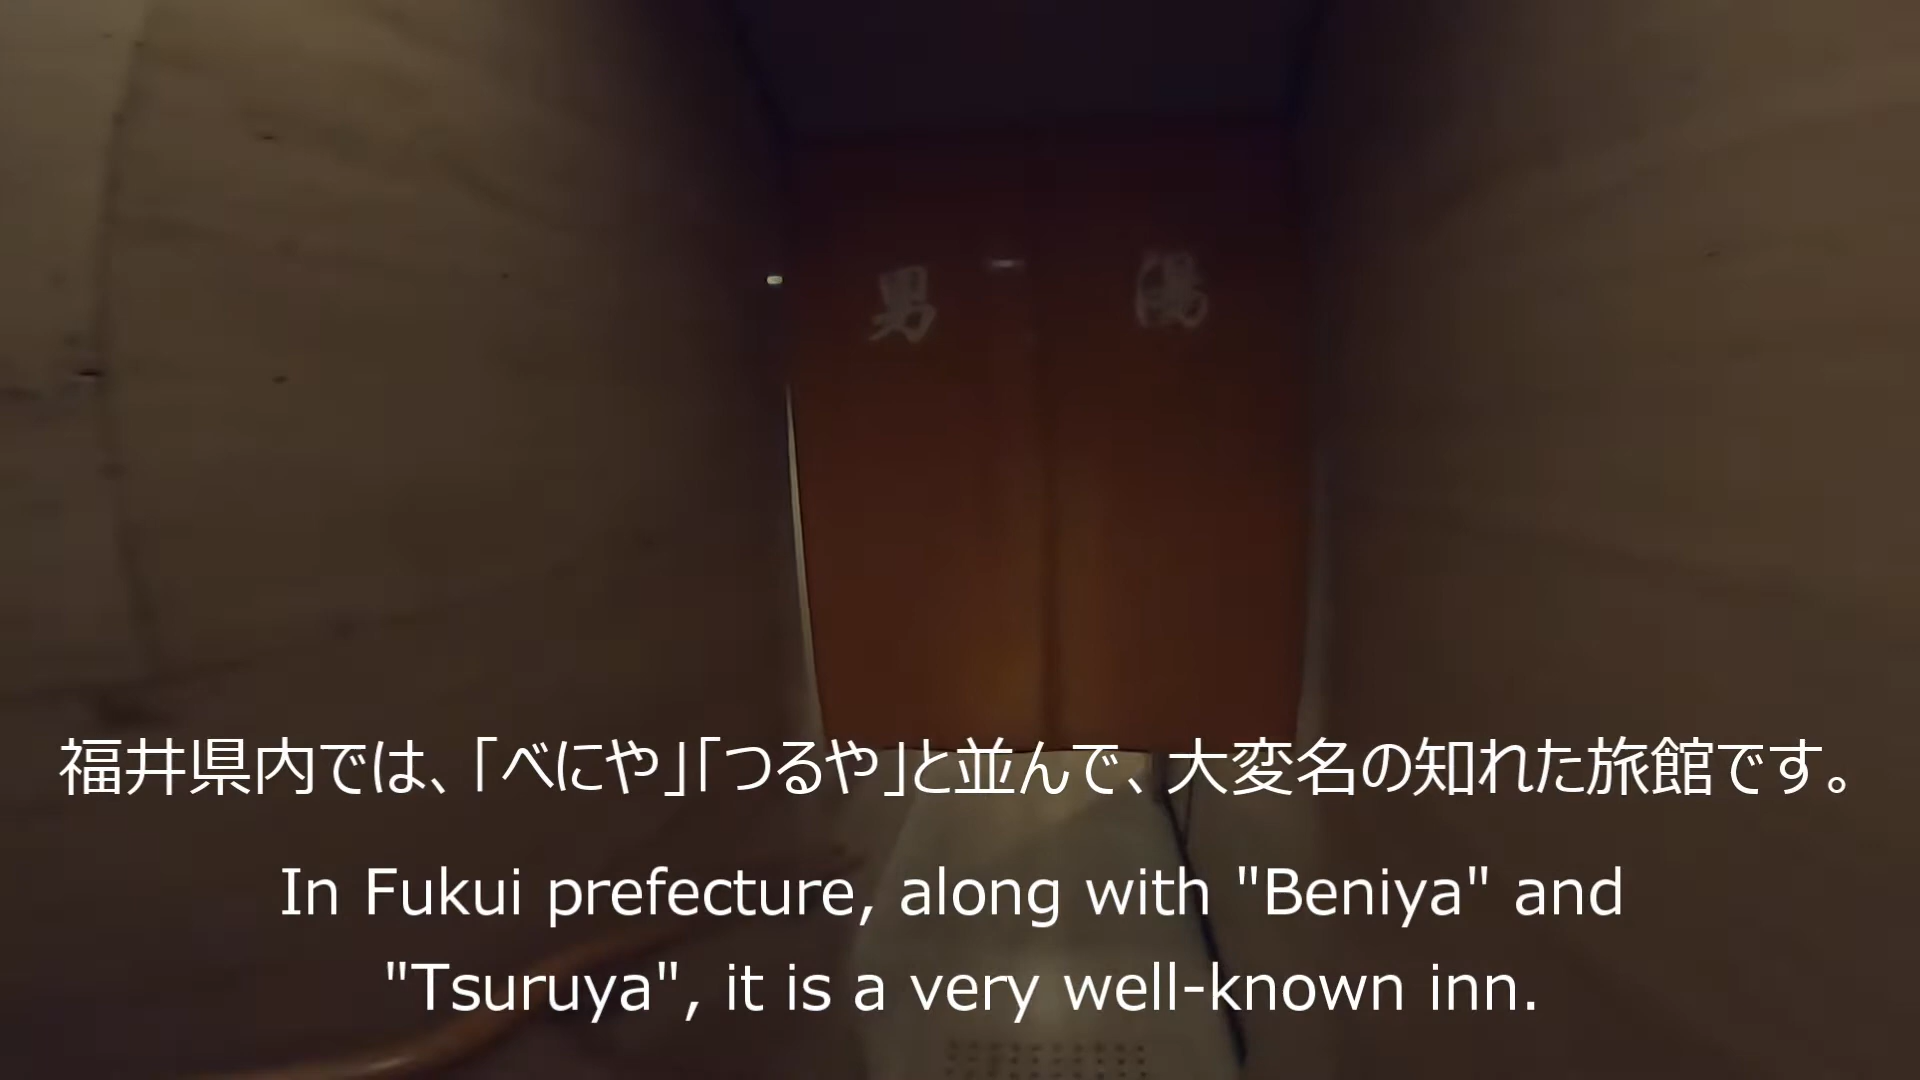 男 湯
福井県内では、「べにや」「つるや」と並んで、大変名の知れた旅館です。
In Fukui prefecture, along with "Beniya" and
"Tsuruya", it is a very well-known inn.